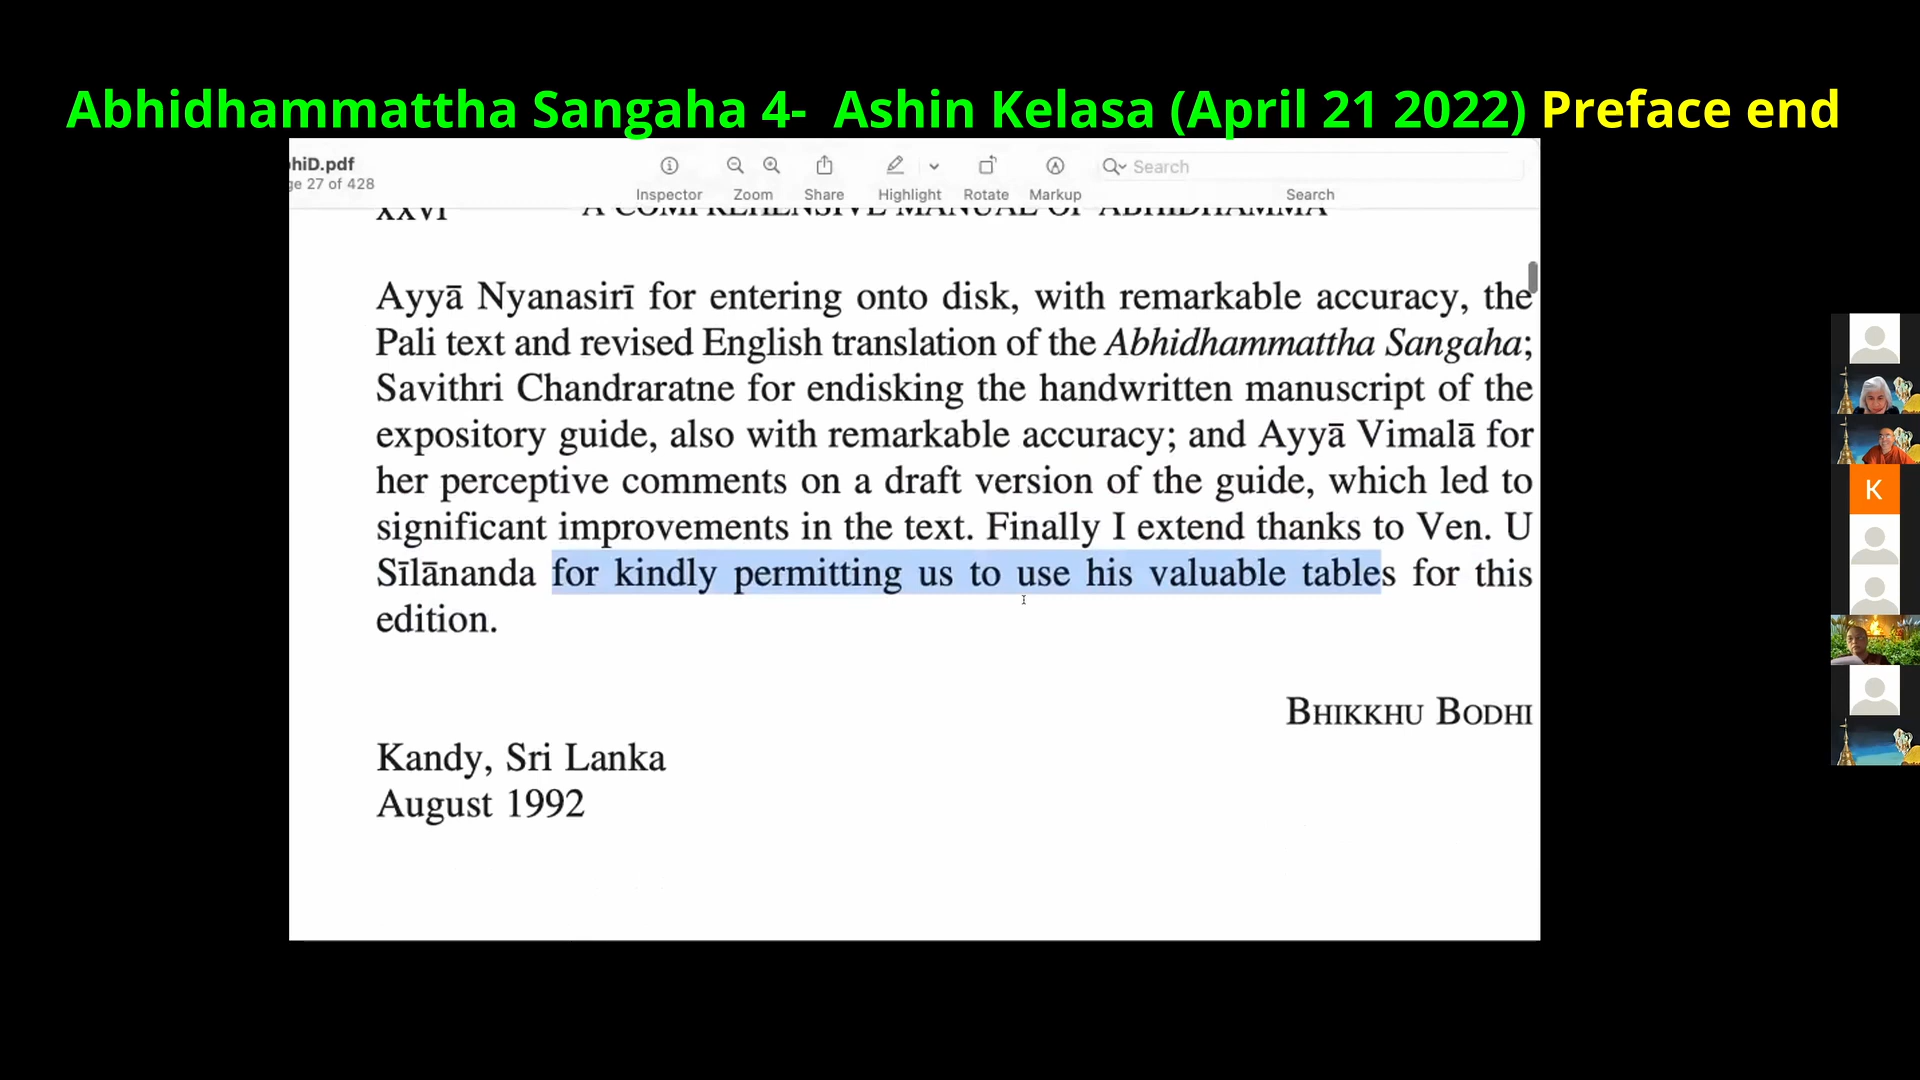 Abhidhammattha Sangaha 4-  Ashin Kelasa (April 21 2022) Preface end
hiD.pdf
ge 27 of 428
Inspector
Zoom
Share
Highlight
Rotate
Markup
Search
Search
XXVI A COMPREHENSIVE MANUAL OF ABHIDHAMMA
Ayyā Nyanasirī for entering onto disk, with remarkable accuracy, the
Pali text and revised English translation of the Abhidhammattha Sangaha;
Savithri Chandraratne for endisking the handwritten manuscript of the
expository guide, also with remarkable accuracy; and Ayyā Vimalā for
her perceptive comments on a draft version of the guide, which led to
significant improvements in the text. Finally I extend thanks to Ven. U
Sīlānanda for kindly permitting us to use his valuable tables for this
edition.
BHIKKHU BODHI
Kandy, Sri Lanka
August 1992
K